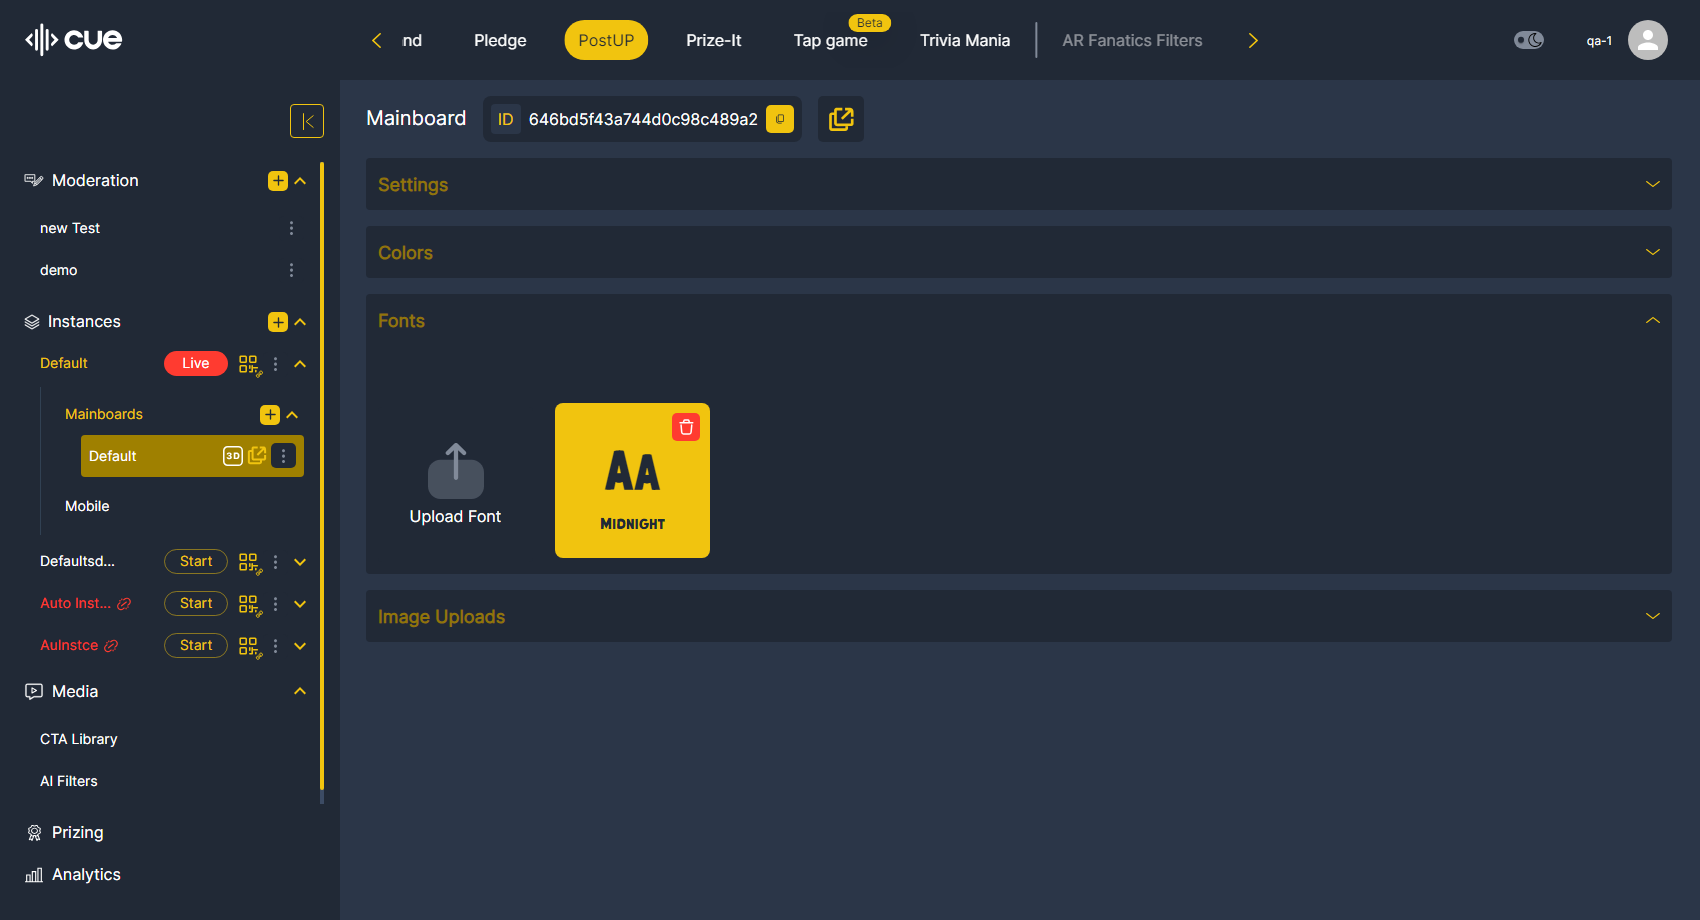 cue
nd
Pledge
PostUP
Prize-It
Tap game
Beta
Trivia Mania
AR Fanatics Filters
qa-1
Moderation
new Test
demo
Instances
Default
Live
Mainboards
Default
3D
Mobile
Defaultsd...
Start
Auto Inst...
Start
AuInstce
Start
Media
CTA Library
AI Filters
Prizing
Analytics
Mainboard
ID 646bd5f43a744d0c98c489a2
Settings
Colors
Fonts
Upload Font
AA
MIDNIGHT
Image Uploads